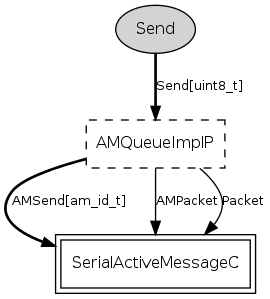 Send
Send[uint8_t]
AMQueueImplP
AMSend[am_id_t]
AMPacket
Packet
SerialActiveMessageC